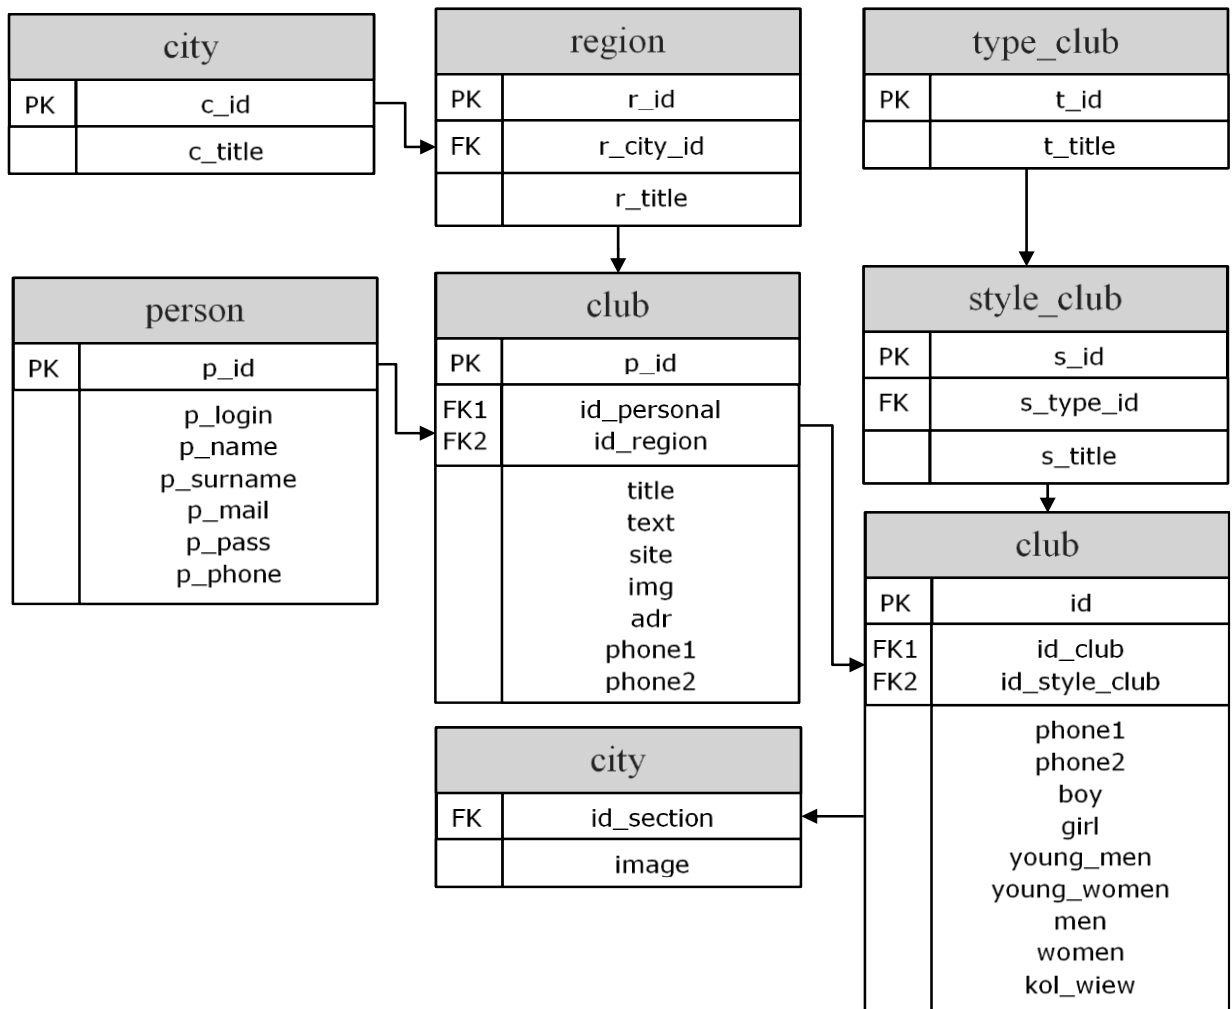 city
PK c_id
c_title
region
PK r_id
FK r_city_id
r_title
type_club
PK t_id
t_title
person
PK p_id
p_login
p_name
p_surname
p_mail
p_pass
p_phone
club
PK p_id
FK1 id_personal
FK2 id_region
title
text
site
img
adr
phone1
phone2
style_club
PK s_id
FK s_type_id
s_title
club
PK id
FK1 id_club
FK2 id_style_club
phone1
phone2
boy
girl
young_men
young_women
men
women
kol_wiew
city
FK id_section
image